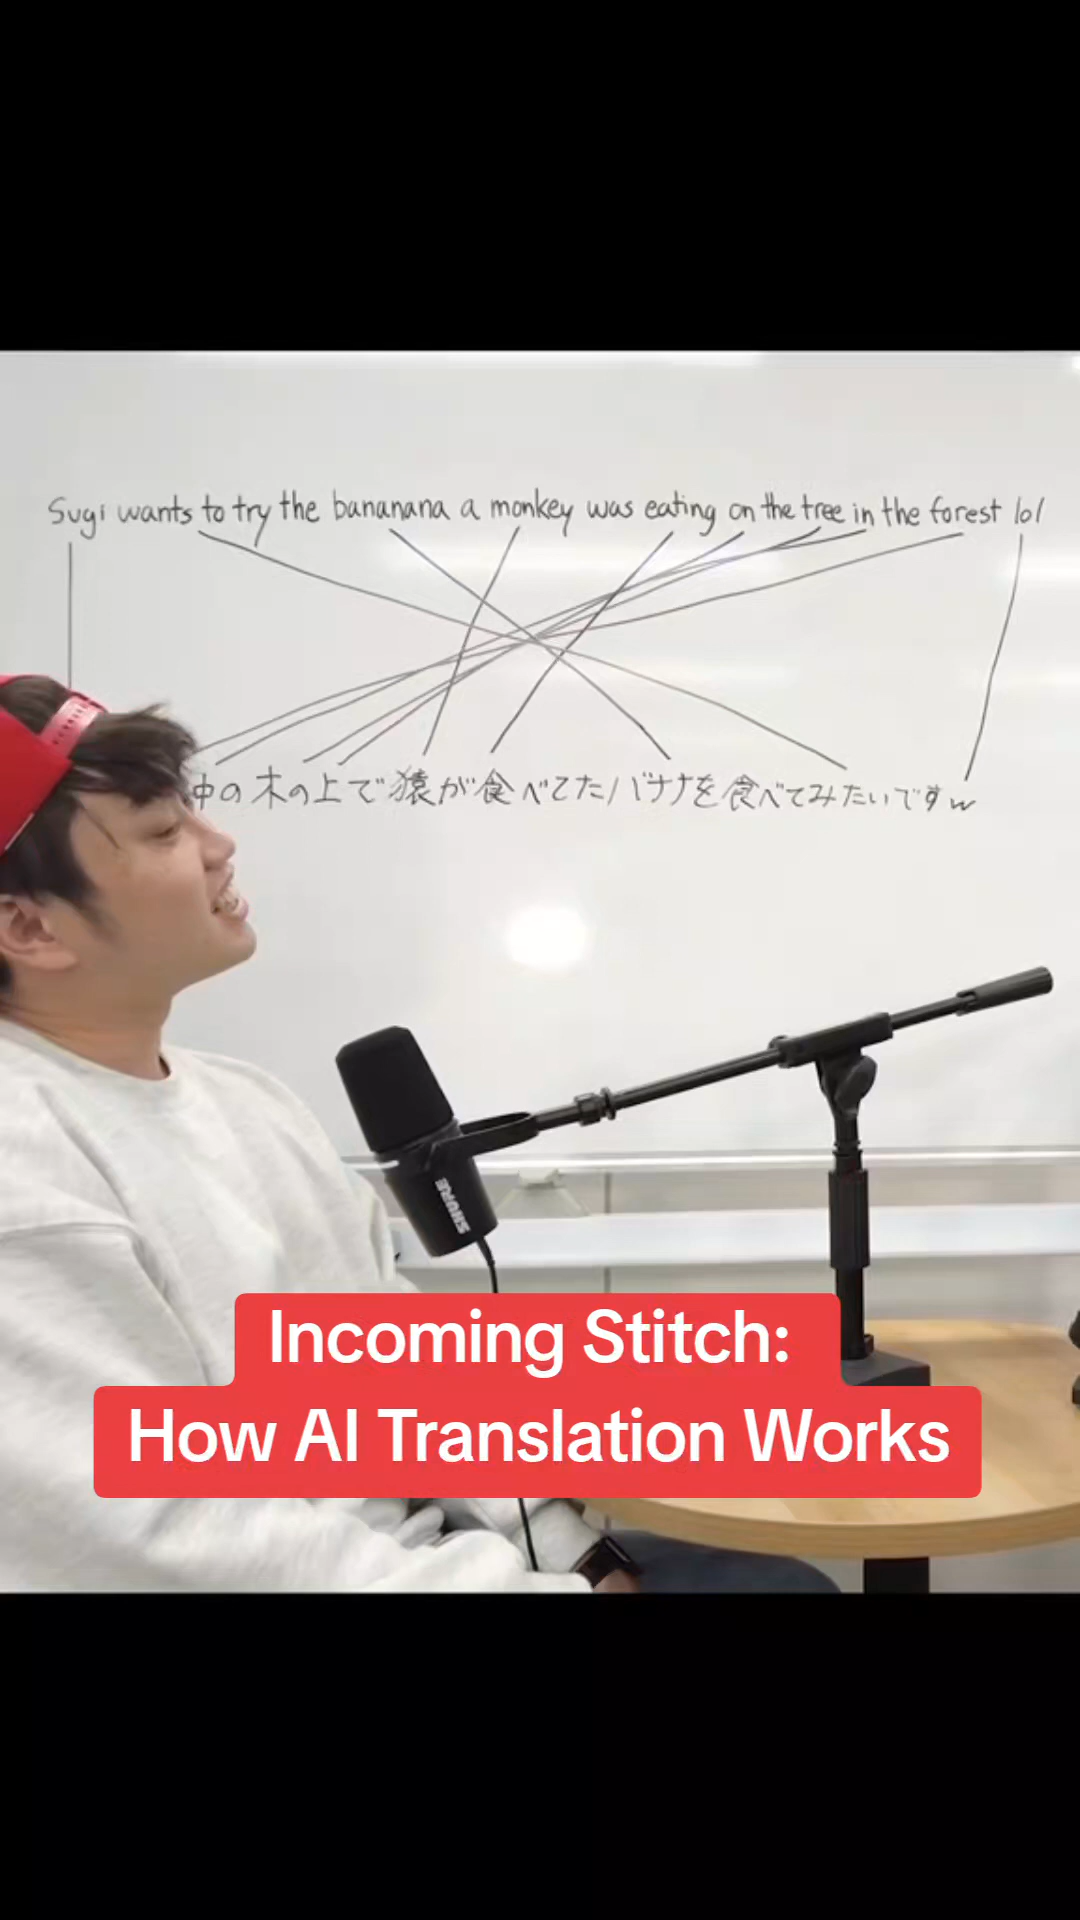 Sugi wants to try the bananana a monkey was eating on the tree in the forest lol
中の木の上で猿が食べてたバナナを食べてみたいですw
SHURE
Incoming Stitch:
How AI Translation Works